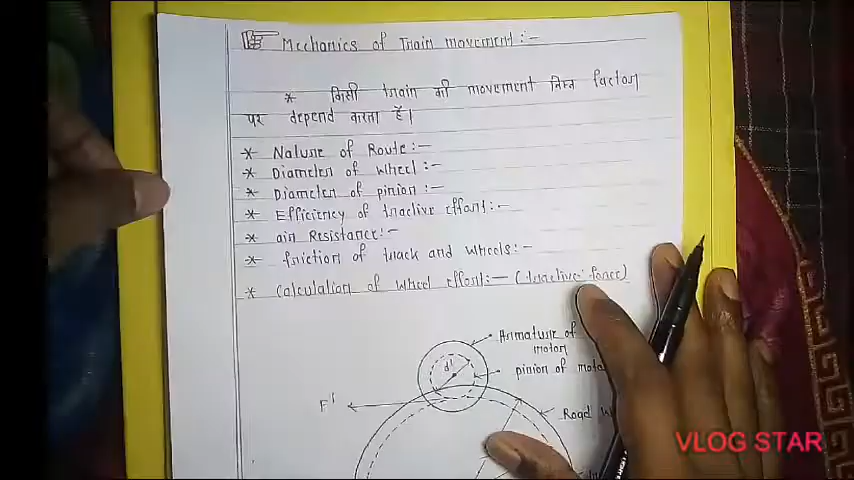 Mechanics of Train movement :-
* किसी train की movement निम्न factors
पर depend करता है।
* Nature of Route :-
* Diameter of wheel :-
* Diameter of pinion :-
* Efficiency of tractive effort :-
* air Resistance :-
* friction of track and wheels :-
* Calculation of wheel effort :- (tractive force)
Armature of
motor
d'
pinion of
F'
Road
VLOG STAR